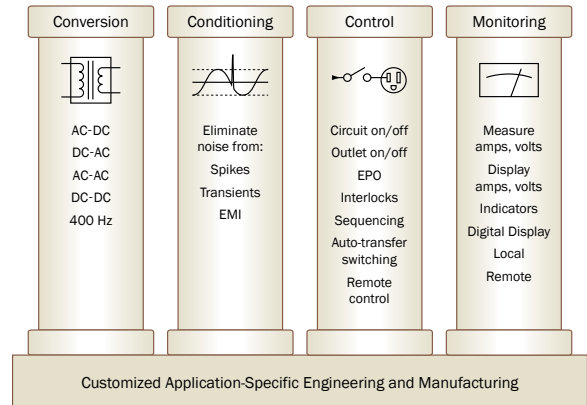 Conversion
AC-DC
DC-AC
AC-AC
DC-DC
400 Hz
Conditioning
Eliminate
noise from:
Spikes
Transients
EMI
Control
Circuit on/off
Outlet on/off
EPO
Interlocks
Sequencing
Auto-transfer
switching
Remote
control
Monitoring
Measure
amps, volts
Display
amps, volts
Indicators
Digital Display
Local
Remote
Customized Application-Specific Engineering and Manufacturing